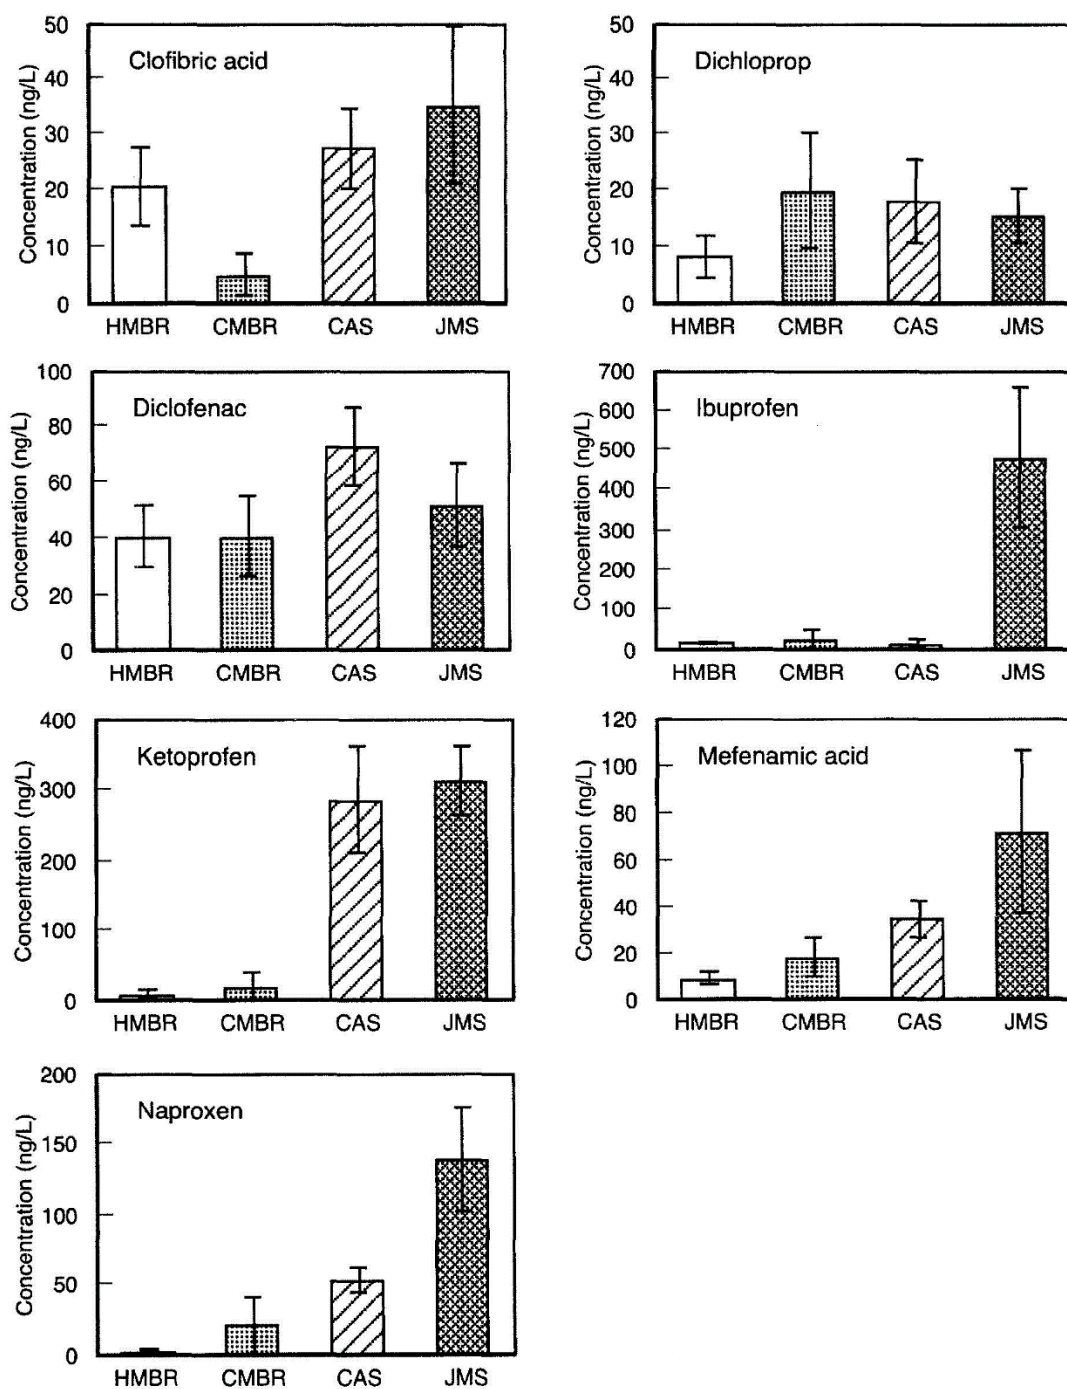 Clofibric acid
Concentration (ng/L)
50
40
30
20
10
0
HMBR CMBR CAS JMS
Dichloprop
Concentration (ng/L)
50
40
30
20
10
0
HMBR CMBR CAS JMS
Diclofenac
Concentration (ng/L)
100
80
60
40
20
0
HMBR CMBR CAS JMS
Ibuprofen
Concentration (ng/L)
700
600
500
400
300
200
100
0
HMBR CMBR CAS JMS
Ketoprofen
Concentration (ng/L)
400
300
200
100
0
HMBR CMBR CAS JMS
Mefenamic acid
Concentration (ng/L)
120
100
80
60
40
20
0
HMBR CMBR CAS JMS
Naproxen
Concentration (ng/L)
200
150
100
50
0
HMBR CMBR CAS JMS